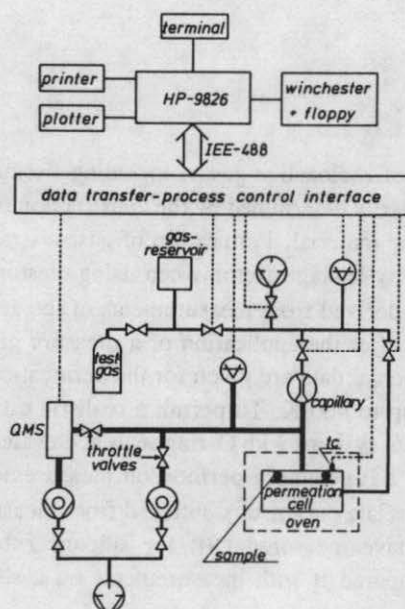 terminal
printer
HP-9826
winchester
+ floppy
plotter
IEE-488
data transfer-process control interface
gas-
reservoir
test
gas
capillary
QMS
throttle
valves
tc
permeation
cell
oven
sample